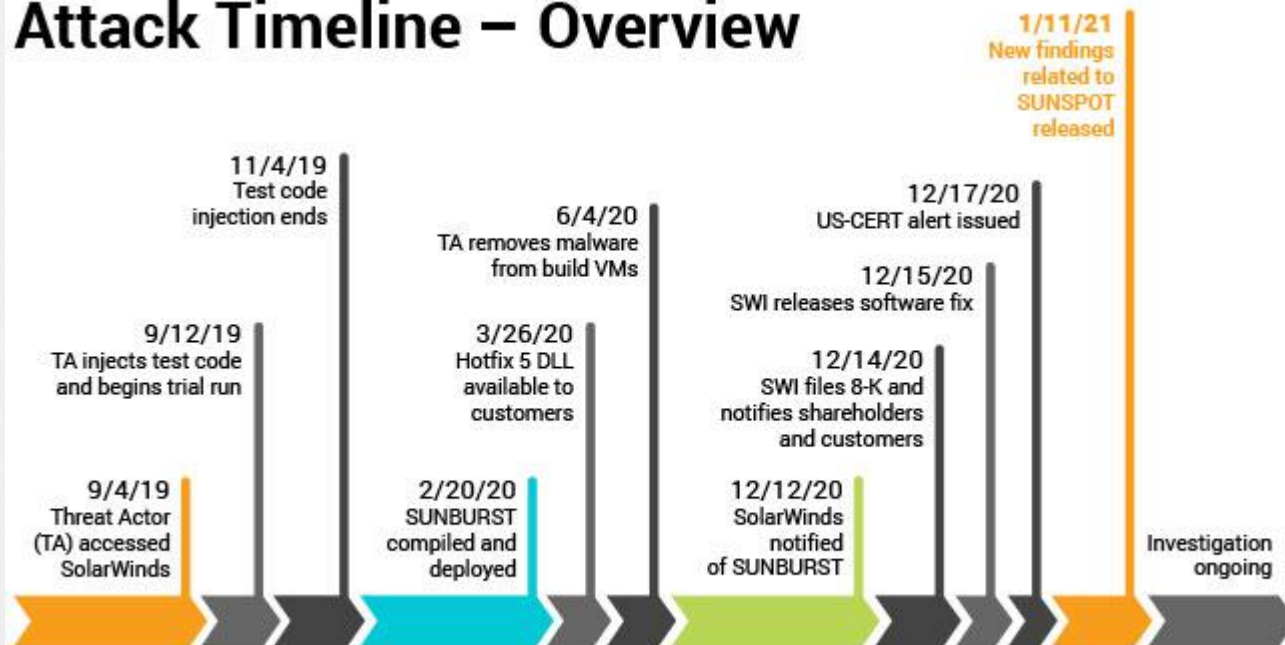 Attack Timeline – Overview
9/4/19
Threat Actor
(TA) accessed
SolarWinds
9/12/19
TA injects test code
and begins trial run
11/4/19
Test code
injection ends
2/20/20
SUNBURST
compiled and
deployed
3/26/20
Hotfix 5 DLL
available to
customers
6/4/20
TA removes malware
from build VMs
12/12/20
SolarWinds
notified
of SUNBURST
12/14/20
SWI files 8-K and
notifies shareholders
and customers
12/15/20
SWI releases software fix
12/17/20
US-CERT alert issued
1/11/21
New findings
related to
SUNSPOT
released
Investigation
ongoing